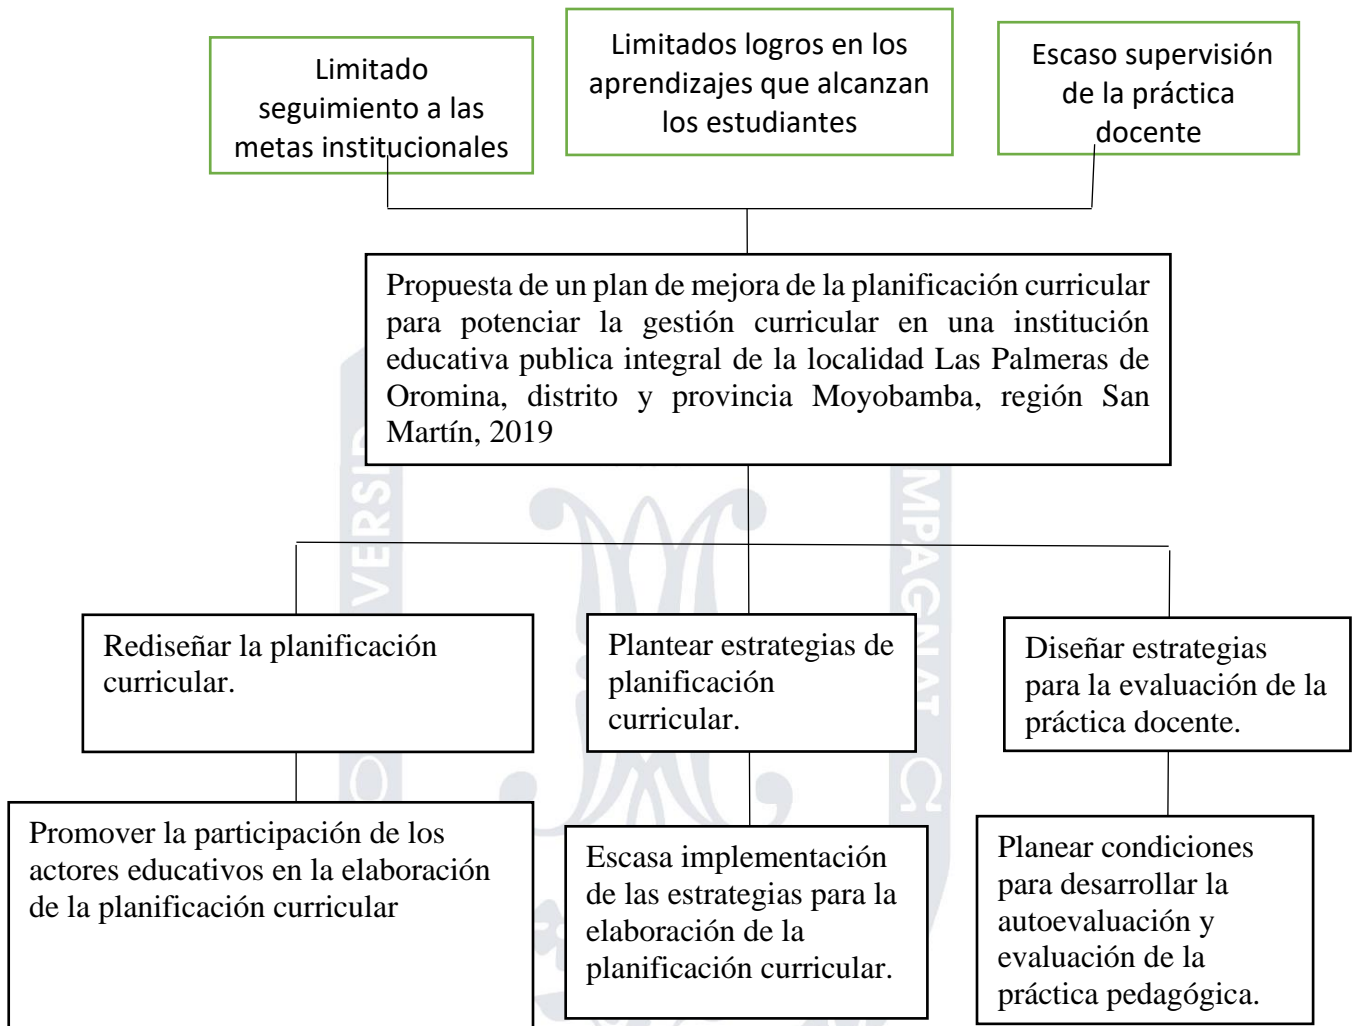 Limitado
seguimiento a las
metas institucionales
Limitados logros en los
aprendizajes que alcanzan
los estudiantes
Escaso supervisión
de la práctica
docente
Propuesta de un plan de mejora de la planificación curricular
para potenciar la gestión curricular en una institución
educativa publica integral de la localidad Las Palmeras de
Oromina, distrito y provincia Moyobamba, región San
Martín, 2019
VERSID
MPAGNAT
Rediseñar la planificación
curricular.
Plantear estrategias de
planificación
curricular.
Diseñar estrategias
para la evaluación de la
práctica docente.
Promover la participación de los
actores educativos en la elaboración
de la planificación curricular
Escasa implementación
de las estrategias para la
elaboración de la
planificación curricular.
Planear condiciones
para desarrollar la
autoevaluación y
evaluación de la
práctica pedagógica.